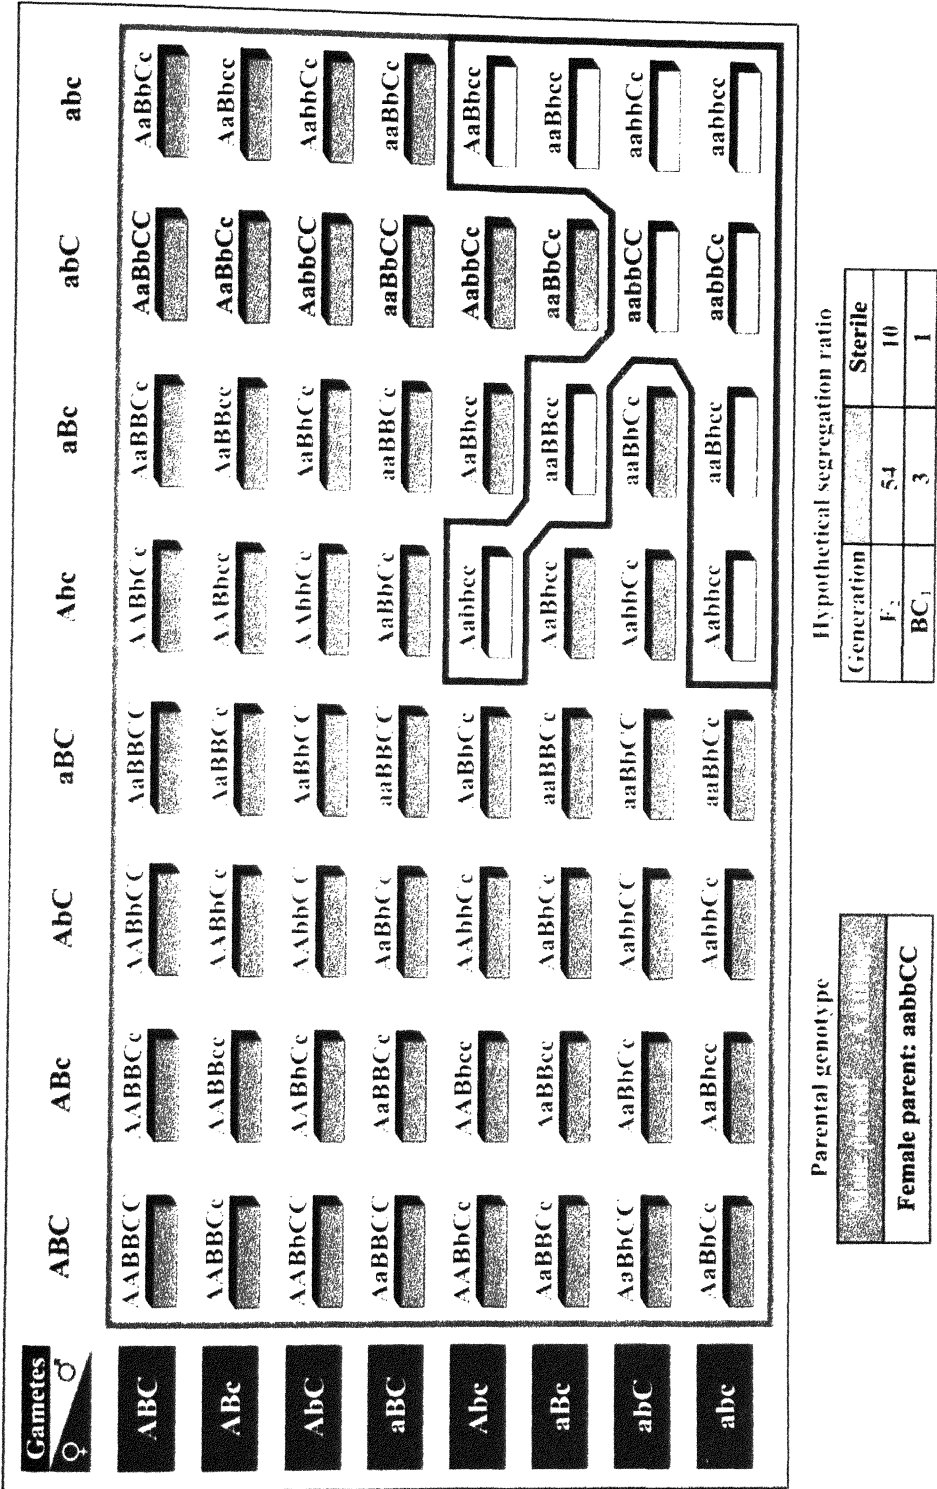 Gametes
♀ ♂ ABC ABc AbC aBC Abc aBc abC abc
ABC AABBCC AABBCc AABbCC AaBBCC AABbCc AaBBCc AaBbCC AaBbCc
ABc AABBCc AABBcc AABbCc AaBBCc AABbcc AaBBcc AaBbCc AaBbcc
AbC AABbCC AABbCc AAbbCC AaBbCC AAbbCc AaBbCc AabbCC AabbCc
aBC AaBBCC AaBBCc AaBbCc aaBBCC AaBbCc aaBBCc aaBbCC aaBbCc
Abc AABbCc AABbcc AAbbCc AaBbCc Aabbcc AaBbcc AabbCc AaBbcc
aBc AaBBCc AaBBcc AaBbCc aaBBCc AaBbcc aaBBcc aaBbCc aaBbcc
abC AaBbCC AaBbCc AabbCC aaBbCC AabbCc aaBbCc aabbCC aabbCc
abc AaBbCc AaBbcc AabbCc aaBbCc Aabbcc aaBbcc aabbCc aabbcc
Parental genotype
Female parent: aabbCC
Hypothetical segregation ratio
Generation Sterile
F₂ 54 10
BC₁ 3 1